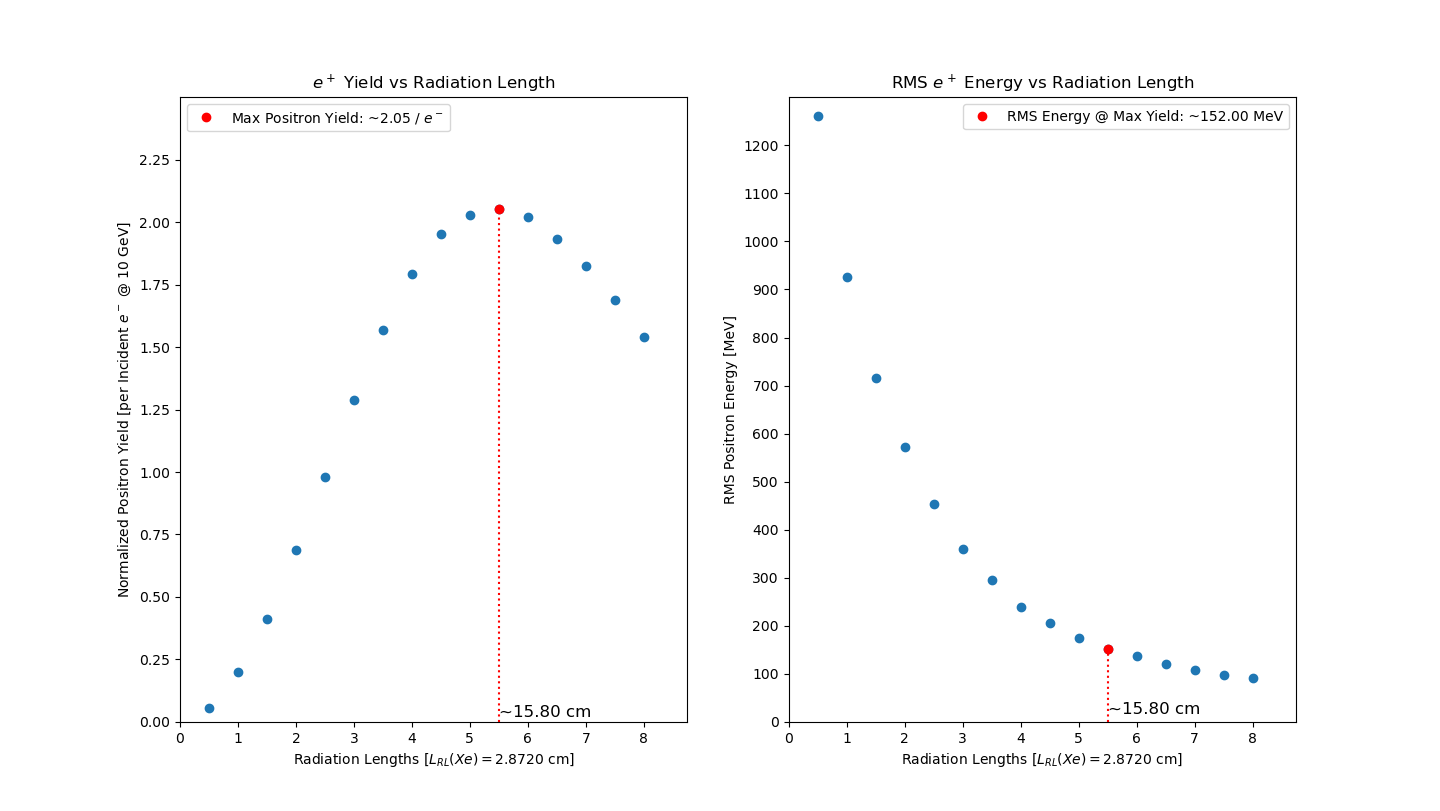 e+ Yield vs Radiation Length
Max Positron Yield: ~2.05 / e−
Normalized Positron Yield [per Incident e− @ 10 GeV]
2.25
2.00
1.75
1.50
1.25
1.00
0.75
0.50
0.25
0.00
~15.80 cm
0 1 2 3 4 5 6 7 8
Radiation Lengths [L_RL(Xe) = 2.8720 cm]
RMS e+ Energy vs Radiation Length
RMS Energy @ Max Yield: ~152.00 MeV
RMS Positron Energy [MeV]
1200
1100
1000
900
800
700
600
500
400
300
200
100
0
~15.80 cm
0 1 2 3 4 5 6 7 8
Radiation Lengths [L_RL(Xe) = 2.8720 cm]